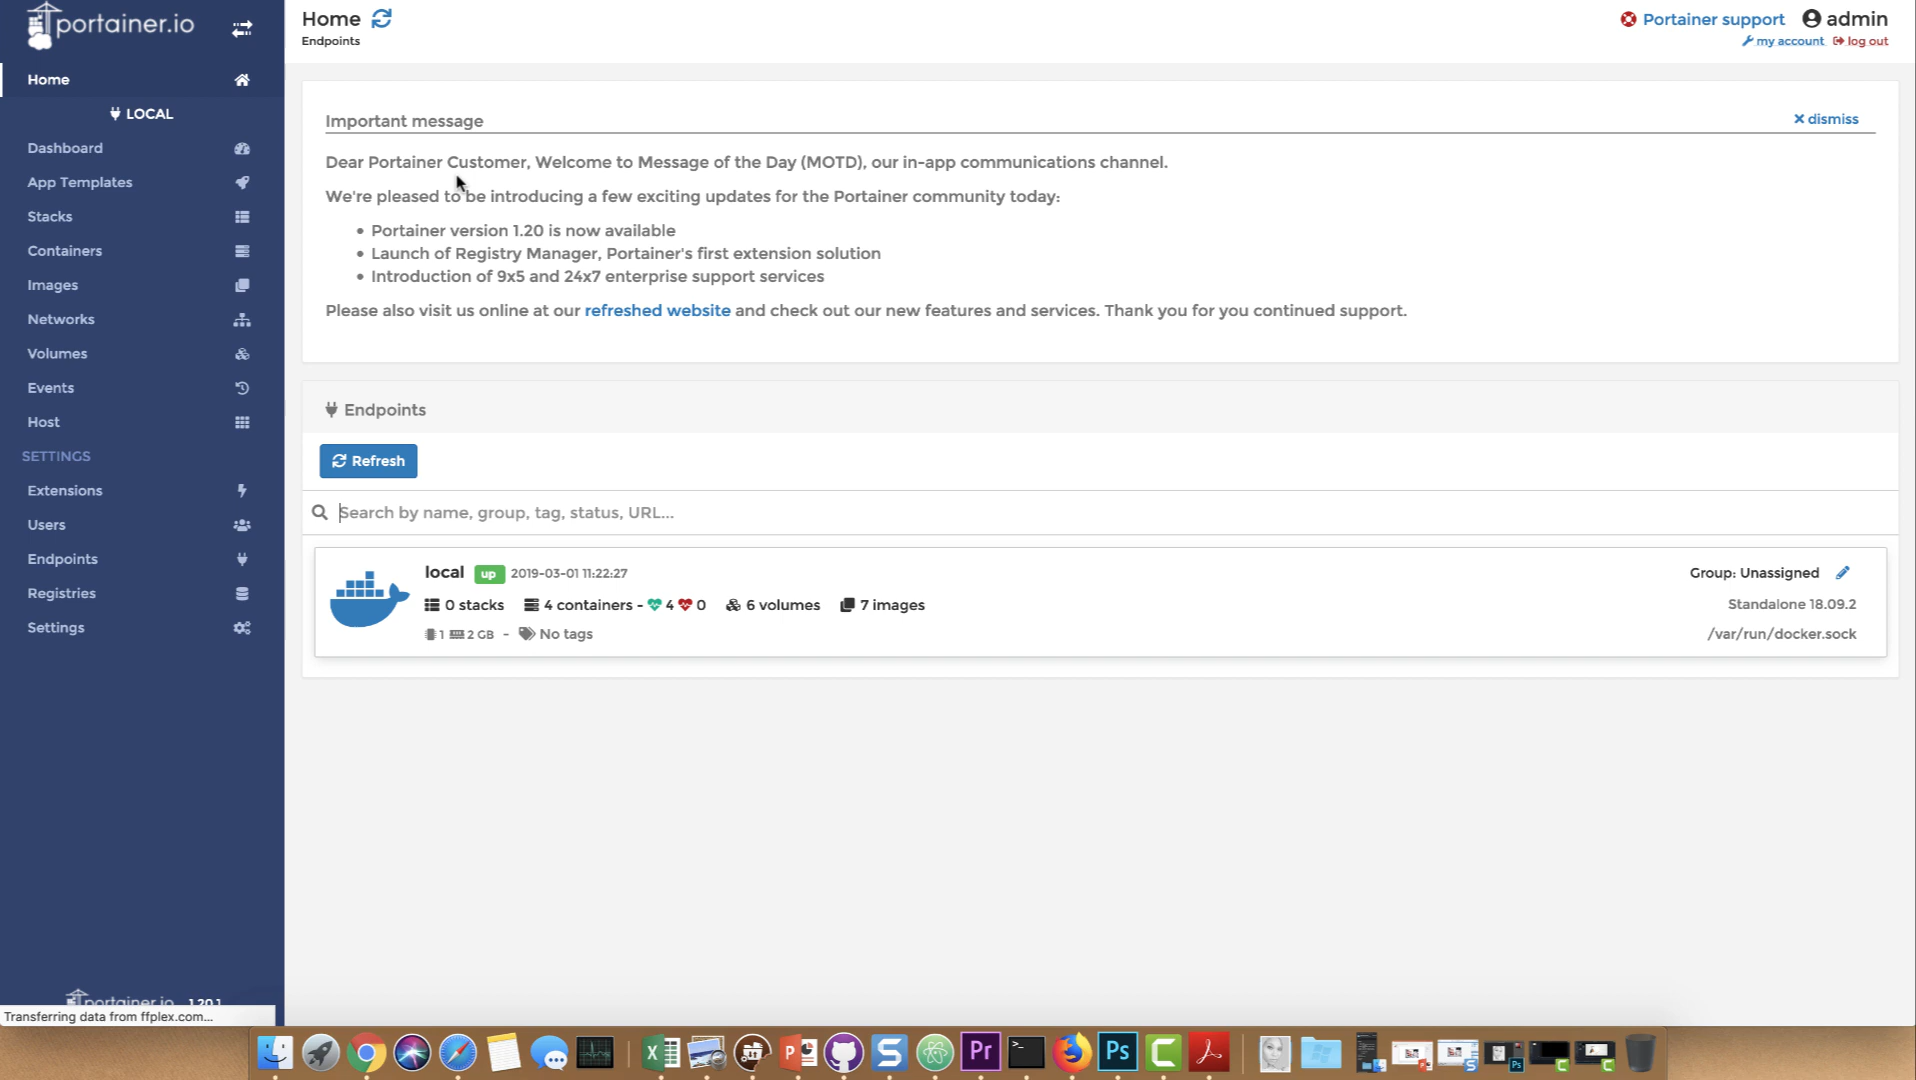 portainer.io
Home
LOCAL
Dashboard
App Templates
Stacks
Containers
Images
Networks
Volumes
Events
Host
SETTINGS
Extensions
Users
Endpoints
Registries
Settings
portainer.io 1.20.1
Transferring data from ffplex.com...
Home
Endpoints
Portainer support
admin
my account
log out
Important message
dismiss
Dear Portainer Customer, Welcome to Message of the Day (MOTD), our in-app communications channel.
We're pleased to be introducing a few exciting updates for the Portainer community today:
• Portainer version 1.20 is now available
• Launch of Registry Manager, Portainer's first extension solution
• Introduction of 9x5 and 24x7 enterprise support services
Please also visit us online at our refreshed website and check out our new features and services. Thank you for you continued support.
Endpoints
Refresh
Search by name, group, tag, status, URL...
local up 2019-03-01 11:22:27
Group: Unassigned
0 stacks 4 containers - 4 0 6 volumes 7 images
Standalone 18.09.2
1 2 GB - No tags
/var/run/docker.sock
Pr
Ps